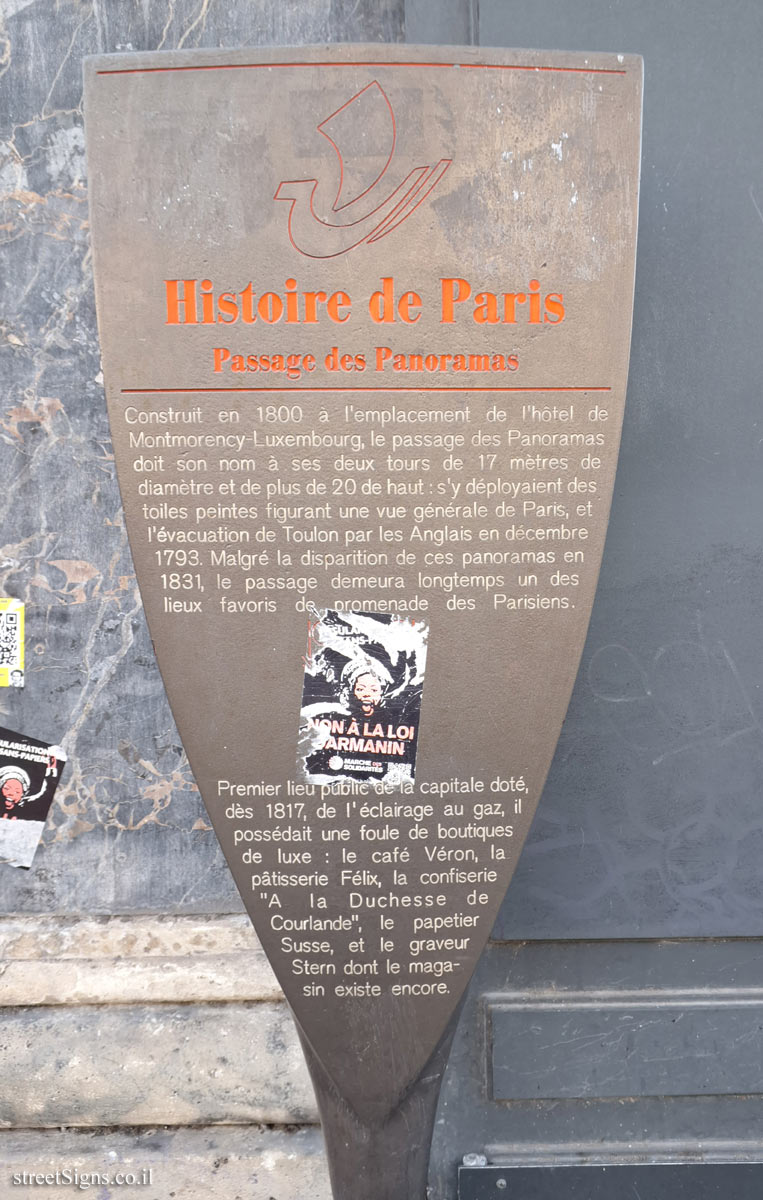 Histoire de Paris
Passage des Panoramas
Construit en 1800 à l'emplacement de l'hôtel de
Montmorency-Luxembourg, le passage des Panoramas
doit son nom à ses deux tours de 17 mètres de
diamètre et de plus de 20 de haut : s'y déployaient des
toiles peintes figurant une vue générale de Paris, et
l'évacuation de Toulon par les Anglais en décembre
1793. Malgré la disparition de ces panoramas en
1831, le passage demeura longtemps un des
lieux favoris de promenade des Parisiens.
NON À LA LOI
DARMANIN
MARCHE DES
SOLIDARITÉS
Premier lieu public de la capitale doté,
dès 1817, de l'éclairage au gaz, il
possédait une foule de boutiques
de luxe : le café Véron, la
pâtisserie Félix, la confiserie
"A la Duchesse de
Courlande", le papetier
Susse, et le graveur
Stern dont le maga-
sin existe encore.
streetSigns.co.il